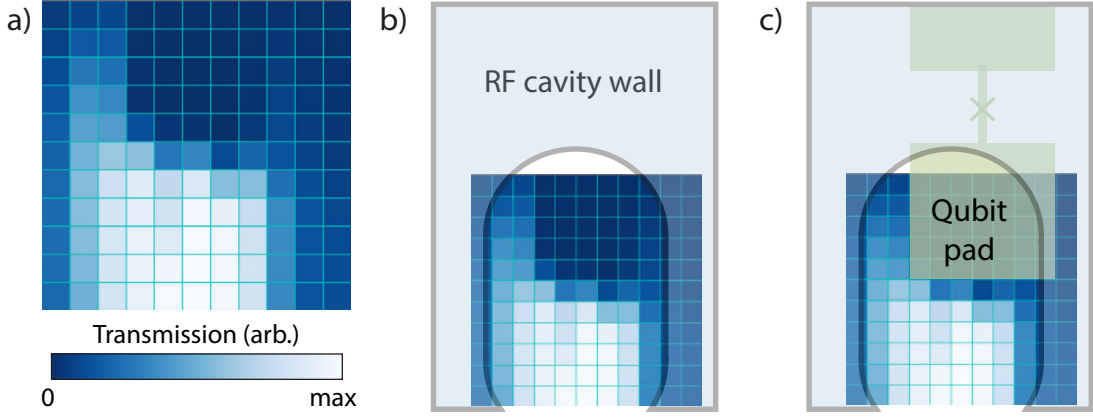 a)
b)
c)
RF cavity wall
Qubit
pad
Transmission (arb.)
0
max